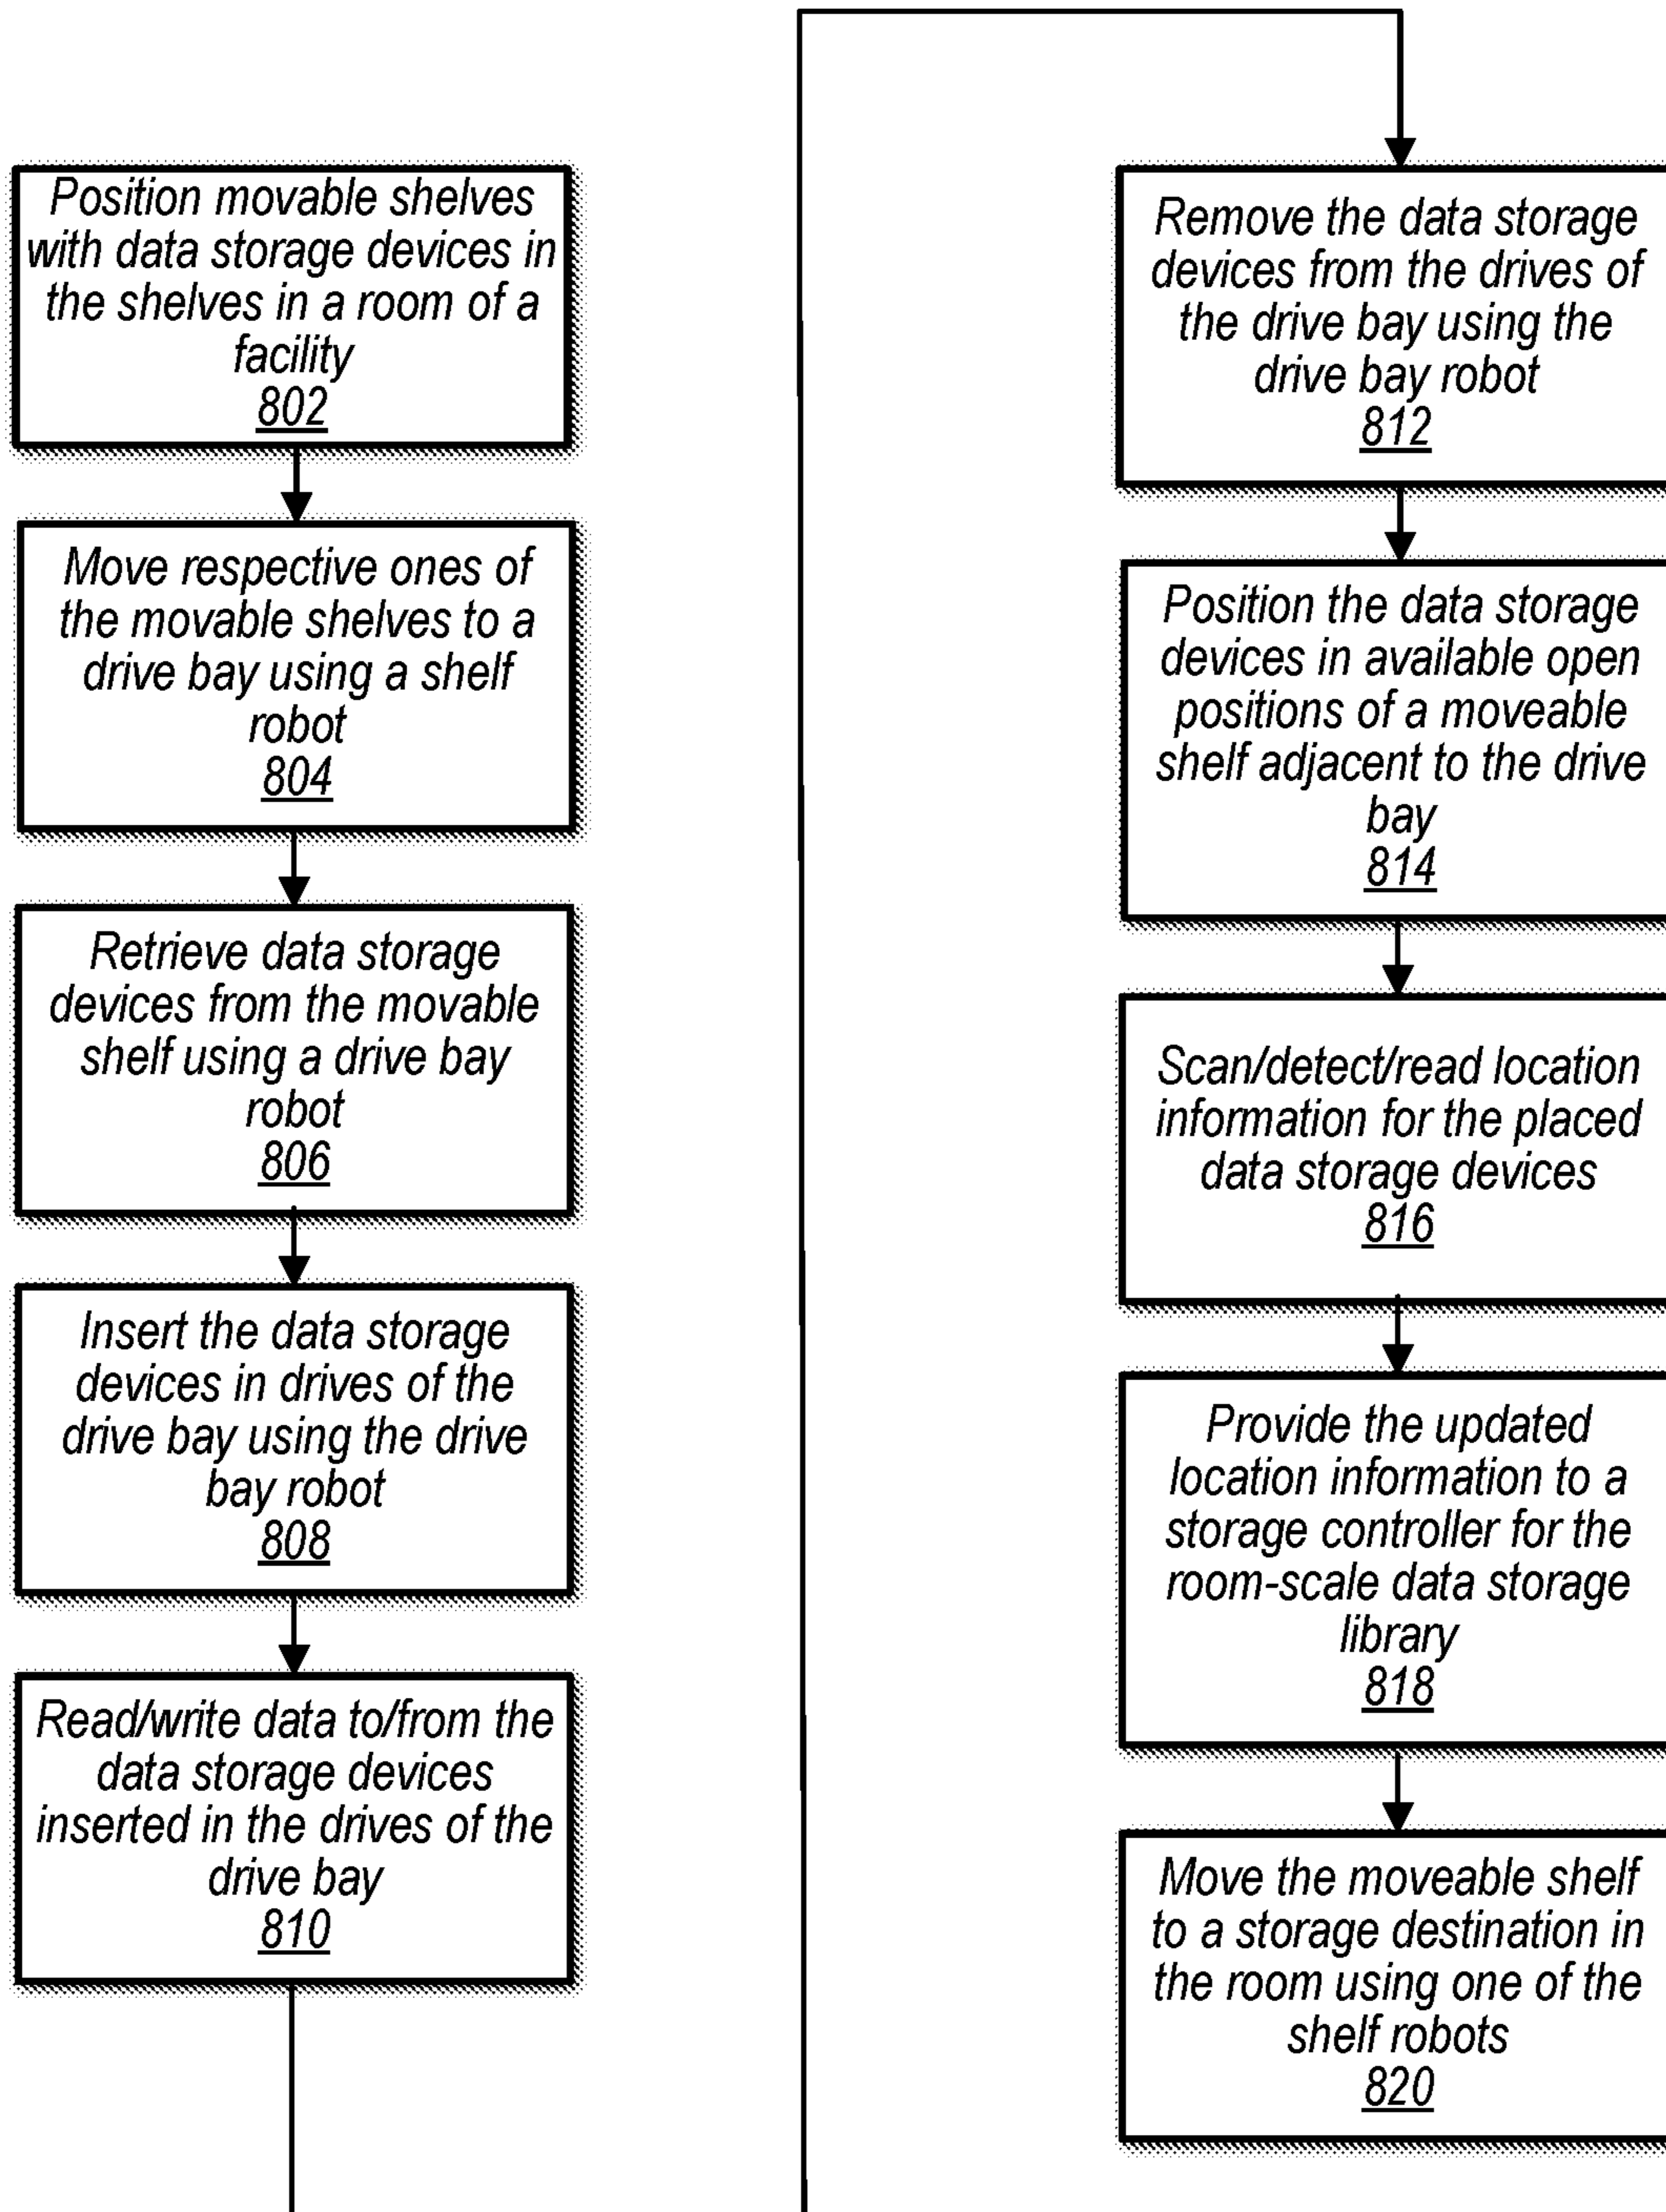 Position movable shelves
with data storage devices in
the shelves in a room of a
facility
802
Move respective ones of
the movable shelves to a
drive bay using a shelf
robot
804
Retrieve data storage
devices from the movable
shelf using a drive bay
robot
806
Insert the data storage
devices in drives of the
drive bay using the drive
bay robot
808
Read/write data to/from the
data storage devices
inserted in the drives of the
drive bay
810
Remove the data storage
devices from the drives of
the drive bay using the
drive bay robot
812
Position the data storage
devices in available open
positions of a moveable
shelf adjacent to the drive
bay
814
Scan/detect/read location
information for the placed
data storage devices
816
Provide the updated
location information to a
storage controller for the
room-scale data storage
library
818
Move the moveable shelf
to a storage destination in
the room using one of the
shelf robots
820